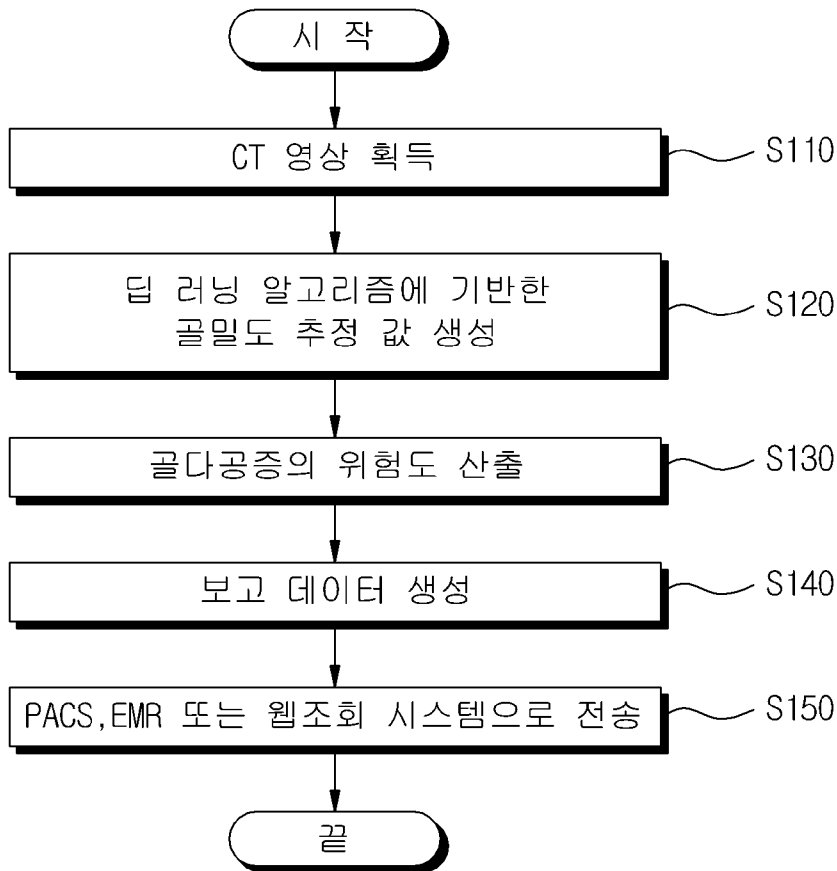 시 작
CT 영상 획득
S110
딥 러닝 알고리즘에 기반한
골밀도 추정 값 생성
S120
골다공증의 위험도 산출
S130
보고 데이터 생성
S140
PACS,EMR 또는 웹조회 시스템으로 전송
S150
끝